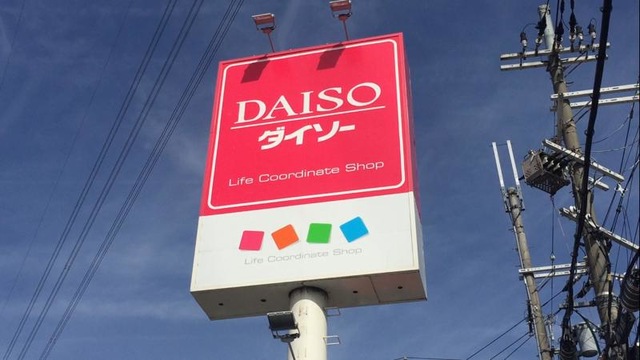 DAISO
ダイソー
Life Coordinate Shop
Life Coordinate Shop